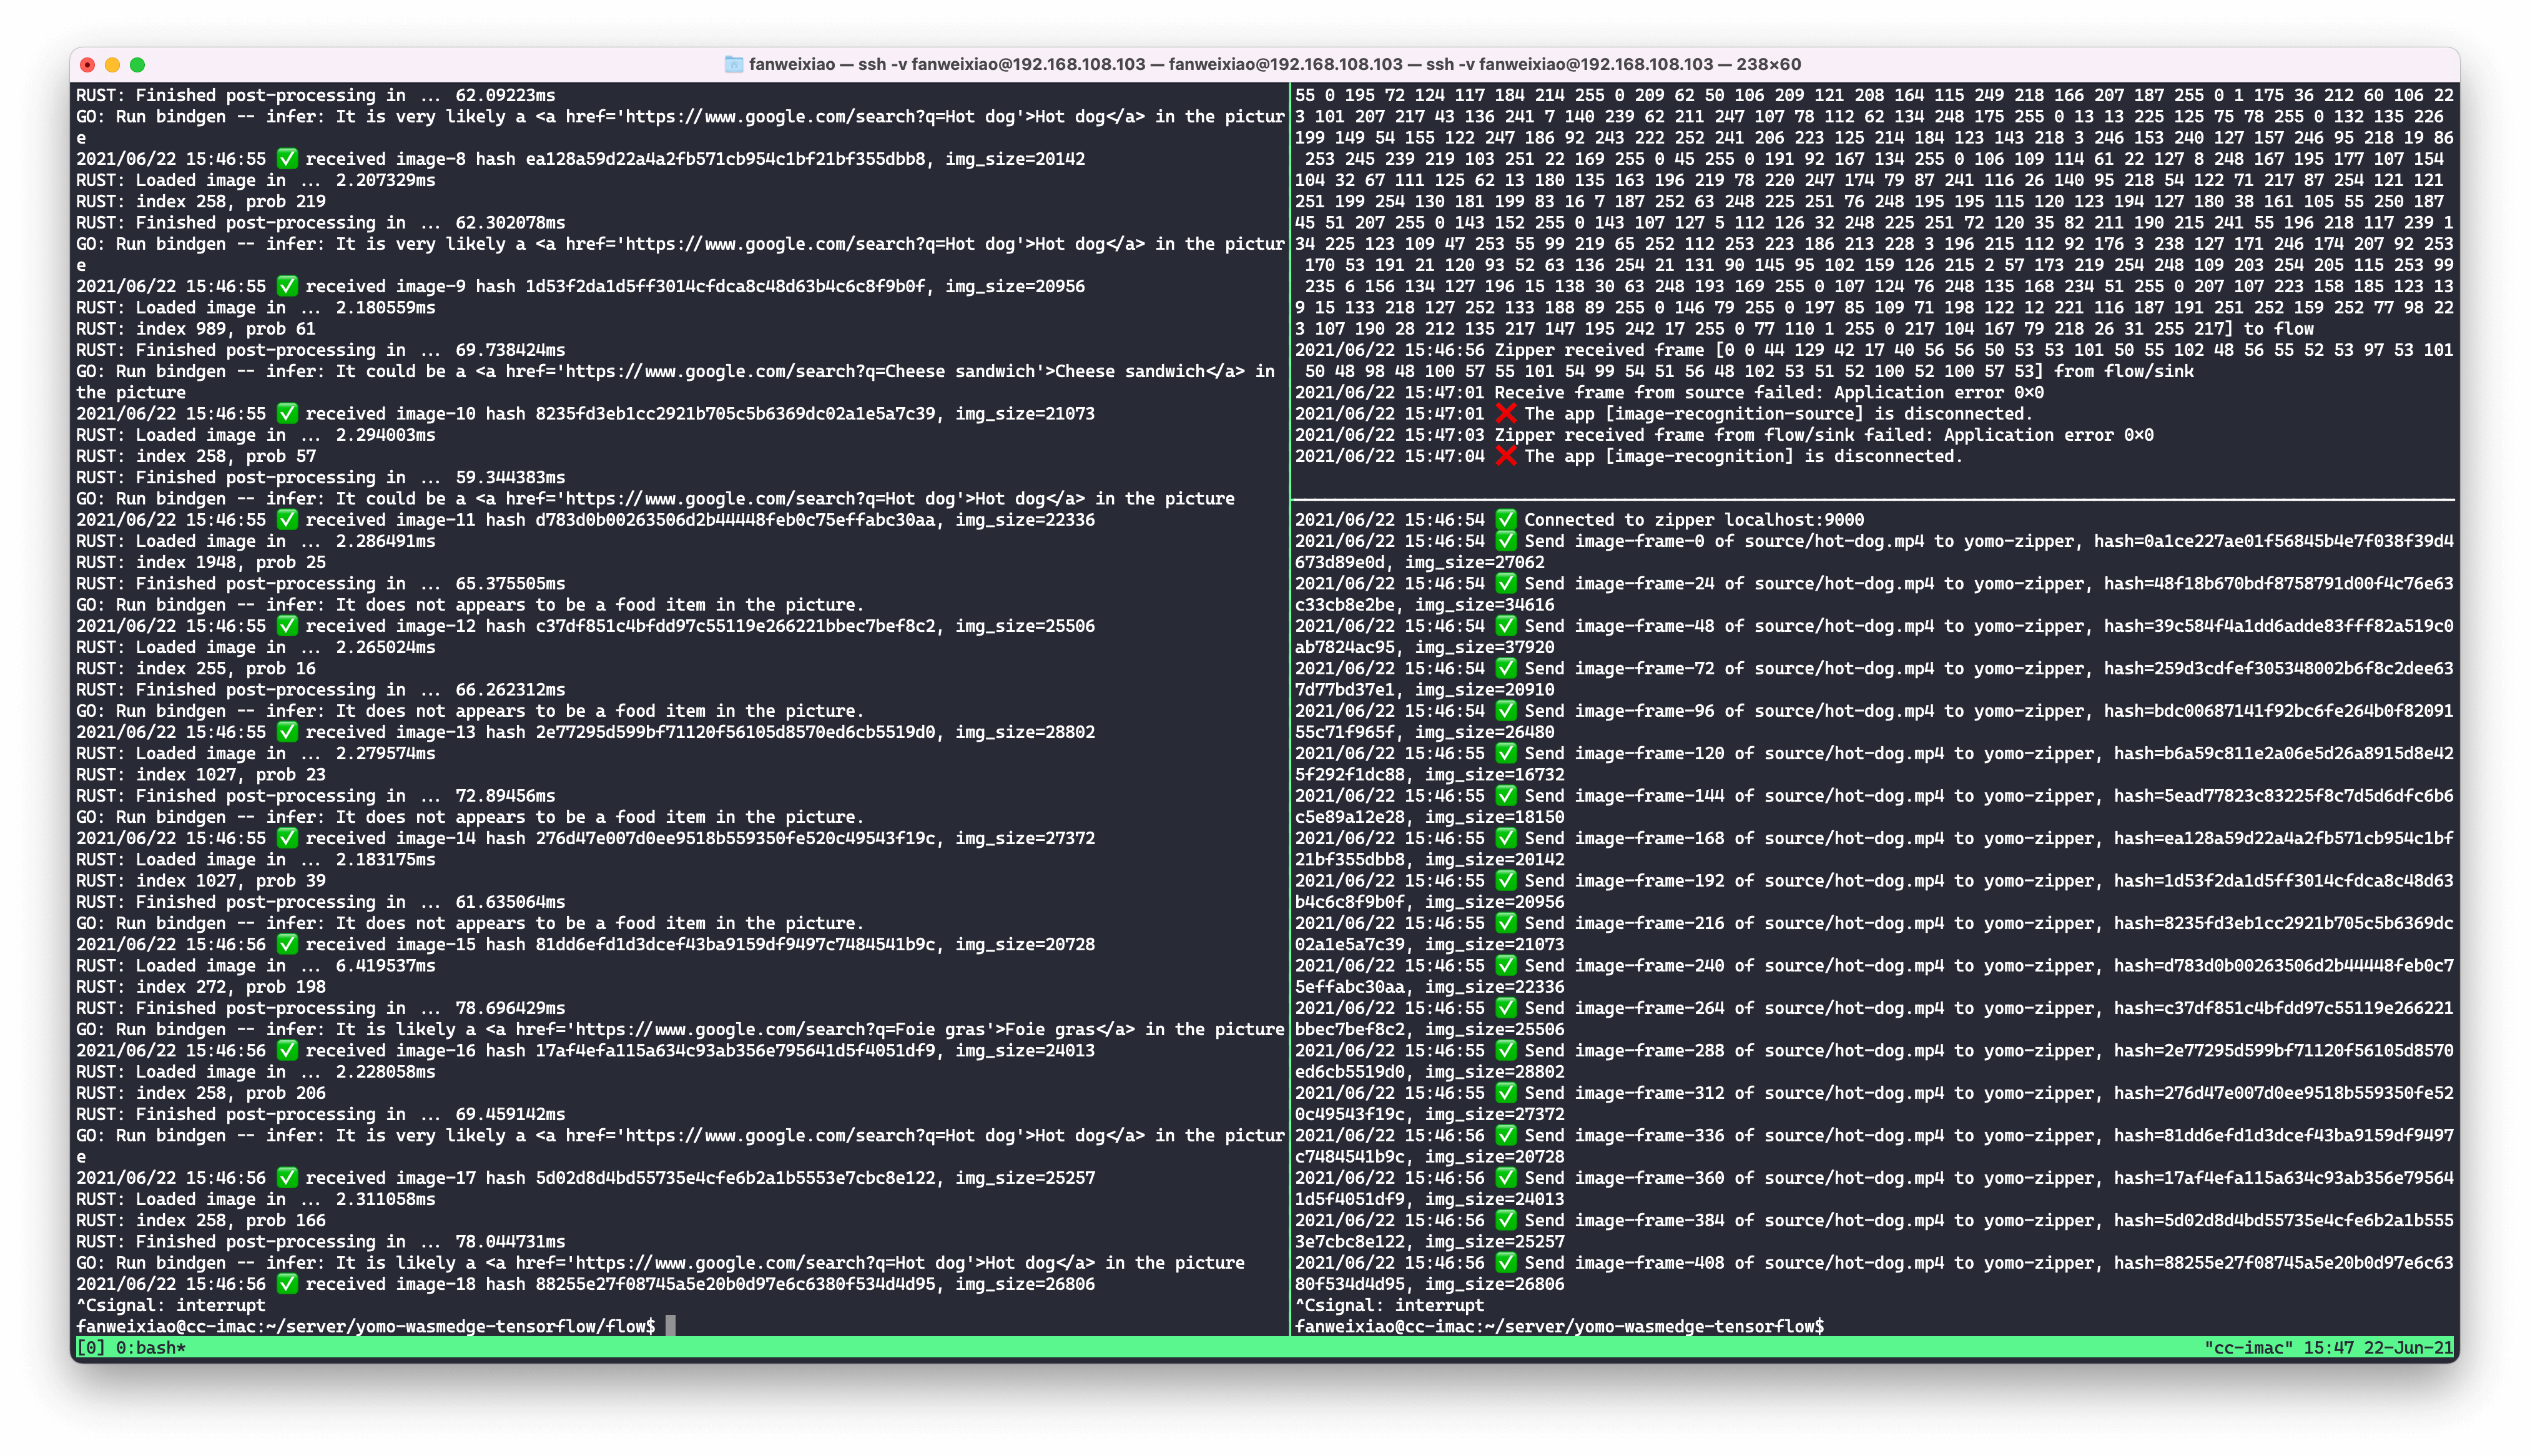 fanweixiao — ssh -v fanweixiao@192.168.108.103 — fanweixiao@192.168.108.103 — ssh -v fanweixiao@192.168.108.103 — 238×60
RUST: Finished post-processing in ... 62.09223ms
GO: Run bindgen -- infer: It is very likely a <a href='https://www.google.com/search?q=Hot dog'>Hot dog</a> in the pictur
e
2021/06/22 15:46:55 ✅ received image-8 hash ea128a59d22a4a2fb571cb954c1bf21bf355dbb8, img_size=20142
RUST: Loaded image in ... 2.207329ms
RUST: index 258, prob 219
RUST: Finished post-processing in ... 62.302078ms
GO: Run bindgen -- infer: It is very likely a <a href='https://www.google.com/search?q=Hot dog'>Hot dog</a> in the pictur
e
2021/06/22 15:46:55 ✅ received image-9 hash 1d53f2da1d5ff3014cfdca8c48d63b4c6c8f9b0f, img_size=20956
RUST: Loaded image in ... 2.180559ms
RUST: index 989, prob 61
RUST: Finished post-processing in ... 69.738424ms
GO: Run bindgen -- infer: It could be a <a href='https://www.google.com/search?q=Cheese sandwich'>Cheese sandwich</a> in
the picture
2021/06/22 15:46:55 ✅ received image-10 hash 8235fd3eb1cc2921b705c5b6369dc02a1e5a7c39, img_size=21073
RUST: Loaded image in ... 2.294003ms
RUST: index 258, prob 57
RUST: Finished post-processing in ... 59.344383ms
GO: Run bindgen -- infer: It could be a <a href='https://www.google.com/search?q=Hot dog'>Hot dog</a> in the picture
2021/06/22 15:46:55 ✅ received image-11 hash d783d0b00263506d2b44448feb0c75effabc30aa, img_size=22336
RUST: Loaded image in ... 2.286491ms
RUST: index 1948, prob 25
RUST: Finished post-processing in ... 65.375505ms
GO: Run bindgen -- infer: It does not appears to be a food item in the picture.
2021/06/22 15:46:55 ✅ received image-12 hash c37df851c4bfdd97c55119e266221bbec7bef8c2, img_size=25506
RUST: Loaded image in ... 2.265024ms
RUST: index 255, prob 16
RUST: Finished post-processing in ... 66.262312ms
GO: Run bindgen -- infer: It does not appears to be a food item in the picture.
2021/06/22 15:46:55 ✅ received image-13 hash 2e77295d599bf71120f56105d8570ed6cb5519d0, img_size=28802
RUST: Loaded image in ... 2.279574ms
RUST: index 1027, prob 23
RUST: Finished post-processing in ... 72.89456ms
GO: Run bindgen -- infer: It does not appears to be a food item in the picture.
2021/06/22 15:46:55 ✅ received image-14 hash 276d47e007d0ee9518b559350fe520c49543f19c, img_size=27372
RUST: Loaded image in ... 2.183175ms
RUST: index 1027, prob 39
RUST: Finished post-processing in ... 61.635064ms
GO: Run bindgen -- infer: It does not appears to be a food item in the picture.
2021/06/22 15:46:56 ✅ received image-15 hash 81dd6efd1d3dcef43ba9159df9497c7484541b9c, img_size=20728
RUST: Loaded image in ... 6.419537ms
RUST: index 272, prob 198
RUST: Finished post-processing in ... 78.696429ms
GO: Run bindgen -- infer: It is likely a <a href='https://www.google.com/search?q=Foie gras'>Foie gras</a> in the picture
2021/06/22 15:46:56 ✅ received image-16 hash 17af4efa115a634c93ab356e795641d5f4051df9, img_size=24013
RUST: Loaded image in ... 2.228058ms
RUST: index 258, prob 206
RUST: Finished post-processing in ... 69.459142ms
GO: Run bindgen -- infer: It is very likely a <a href='https://www.google.com/search?q=Hot dog'>Hot dog</a> in the pictur
e
2021/06/22 15:46:56 ✅ received image-17 hash 5d02d8d4bd55735e4cfe6b2a1b5553e7cbc8e122, img_size=25257
RUST: Loaded image in ... 2.311058ms
RUST: index 258, prob 166
RUST: Finished post-processing in ... 78.044731ms
GO: Run bindgen -- infer: It is likely a <a href='https://www.google.com/search?q=Hot dog'>Hot dog</a> in the picture
2021/06/22 15:46:56 ✅ received image-18 hash 88255e27f08745a5e20b0d97e6c6380f534d4d95, img_size=26806
^Csignal: interrupt
fanweixiao@cc-imac:~/server/yomo-wasmedge-tensorflow/flow$
55 0 195 72 124 117 184 214 255 0 209 62 50 106 209 121 208 164 115 249 218 166 207 187 255 0 1 175 36 212 60 106 22
3 101 207 217 43 136 241 7 140 239 62 211 247 107 78 112 62 134 248 175 255 0 13 13 225 125 75 78 255 0 132 135 226
199 149 54 155 122 247 186 92 243 222 252 241 206 223 125 214 184 123 143 218 3 246 153 240 127 157 246 95 218 19 86
253 245 239 219 103 251 22 169 255 0 45 255 0 191 92 167 134 255 0 106 109 114 61 22 127 8 248 167 195 177 107 154
104 32 67 111 125 62 13 180 135 163 196 219 78 220 247 174 79 87 241 116 26 140 95 218 54 122 71 217 87 254 121 121
251 199 254 130 181 199 83 16 7 187 252 63 248 225 251 76 248 195 195 115 120 123 194 127 180 38 161 105 55 250 187
45 51 207 255 0 143 152 255 0 143 107 127 5 112 126 32 248 225 251 72 120 35 82 211 190 215 241 55 196 218 117 239 1
34 225 123 109 47 253 55 99 219 65 252 112 253 223 186 213 228 3 196 215 112 92 176 3 238 127 171 246 174 207 92 253
170 53 191 21 120 93 52 63 136 254 21 131 90 145 95 102 159 126 215 2 57 173 219 254 248 109 203 254 205 115 253 99
235 6 156 134 127 196 15 138 30 63 248 193 169 255 0 107 124 76 248 135 168 234 51 255 0 207 107 223 158 185 123 13
9 15 133 218 127 252 133 188 89 255 0 146 79 255 0 197 85 109 71 198 122 12 221 116 187 191 251 252 159 252 77 98 22
3 107 190 28 212 135 217 147 195 242 17 255 0 77 110 1 255 0 217 104 167 79 218 26 31 255 217] to flow
2021/06/22 15:46:56 Zipper received frame [0 0 44 129 42 17 40 56 56 50 53 53 101 50 55 102 48 56 55 52 53 97 53 101
50 48 98 48 100 57 55 101 54 99 54 51 56 48 102 53 51 52 100 52 100 57 53] from flow/sink
2021/06/22 15:47:01 Receive frame from source failed: Application error 0×0
2021/06/22 15:47:01 ❌ The app [image-recognition-source] is disconnected.
2021/06/22 15:47:03 Zipper received frame from flow/sink failed: Application error 0×0
2021/06/22 15:47:04 ❌ The app [image-recognition] is disconnected.
2021/06/22 15:46:54 ✅ Connected to zipper localhost:9000
2021/06/22 15:46:54 ✅ Send image-frame-0 of source/hot-dog.mp4 to yomo-zipper, hash=0a1ce227ae01f56845b4e7f038f39d4
673d89e0d, img_size=27062
2021/06/22 15:46:54 ✅ Send image-frame-24 of source/hot-dog.mp4 to yomo-zipper, hash=48f18b670bdf8758791d00f4c76e63
c33cb8e2be, img_size=34616
2021/06/22 15:46:54 ✅ Send image-frame-48 of source/hot-dog.mp4 to yomo-zipper, hash=39c584f4a1dd6adde83fff82a519c0
ab7824ac95, img_size=37920
2021/06/22 15:46:54 ✅ Send image-frame-72 of source/hot-dog.mp4 to yomo-zipper, hash=259d3cdfef305348002b6f8c2dee63
7d77bd37e1, img_size=20910
2021/06/22 15:46:54 ✅ Send image-frame-96 of source/hot-dog.mp4 to yomo-zipper, hash=bdc00687141f92bc6fe264b0f82091
55c71f965f, img_size=26480
2021/06/22 15:46:55 ✅ Send image-frame-120 of source/hot-dog.mp4 to yomo-zipper, hash=b6a59c811e2a06e5d26a8915d8e42
5f292f1dc88, img_size=16732
2021/06/22 15:46:55 ✅ Send image-frame-144 of source/hot-dog.mp4 to yomo-zipper, hash=5ead77823c83225f8c7d5d6dfc6b6
c5e89a12e28, img_size=18150
2021/06/22 15:46:55 ✅ Send image-frame-168 of source/hot-dog.mp4 to yomo-zipper, hash=ea128a59d22a4a2fb571cb954c1bf
21bf355dbb8, img_size=20142
2021/06/22 15:46:55 ✅ Send image-frame-192 of source/hot-dog.mp4 to yomo-zipper, hash=1d53f2da1d5ff3014cfdca8c48d63
b4c6c8f9b0f, img_size=20956
2021/06/22 15:46:55 ✅ Send image-frame-216 of source/hot-dog.mp4 to yomo-zipper, hash=8235fd3eb1cc2921b705c5b6369dc
02a1e5a7c39, img_size=21073
2021/06/22 15:46:55 ✅ Send image-frame-240 of source/hot-dog.mp4 to yomo-zipper, hash=d783d0b00263506d2b44448feb0c7
5effabc30aa, img_size=22336
2021/06/22 15:46:55 ✅ Send image-frame-264 of source/hot-dog.mp4 to yomo-zipper, hash=c37df851c4bfdd97c55119e266221
bbec7bef8c2, img_size=25506
2021/06/22 15:46:55 ✅ Send image-frame-288 of source/hot-dog.mp4 to yomo-zipper, hash=2e77295d599bf71120f56105d8570
ed6cb5519d0, img_size=28802
2021/06/22 15:46:55 ✅ Send image-frame-312 of source/hot-dog.mp4 to yomo-zipper, hash=276d47e007d0ee9518b559350fe52
0c49543f19c, img_size=27372
2021/06/22 15:46:56 ✅ Send image-frame-336 of source/hot-dog.mp4 to yomo-zipper, hash=81dd6efd1d3dcef43ba9159df9497
c7484541b9c, img_size=20728
2021/06/22 15:46:56 ✅ Send image-frame-360 of source/hot-dog.mp4 to yomo-zipper, hash=17af4efa115a634c93ab356e79564
1d5f4051df9, img_size=24013
2021/06/22 15:46:56 ✅ Send image-frame-384 of source/hot-dog.mp4 to yomo-zipper, hash=5d02d8d4bd55735e4cfe6b2a1b555
3e7cbc8e122, img_size=25257
2021/06/22 15:46:56 ✅ Send image-frame-408 of source/hot-dog.mp4 to yomo-zipper, hash=88255e27f08745a5e20b0d97e6c63
80f534d4d95, img_size=26806
^Csignal: interrupt
fanweixiao@cc-imac:~/server/yomo-wasmedge-tensorflow$
[0] 0:bash* "cc-imac" 15:47 22-Jun-21